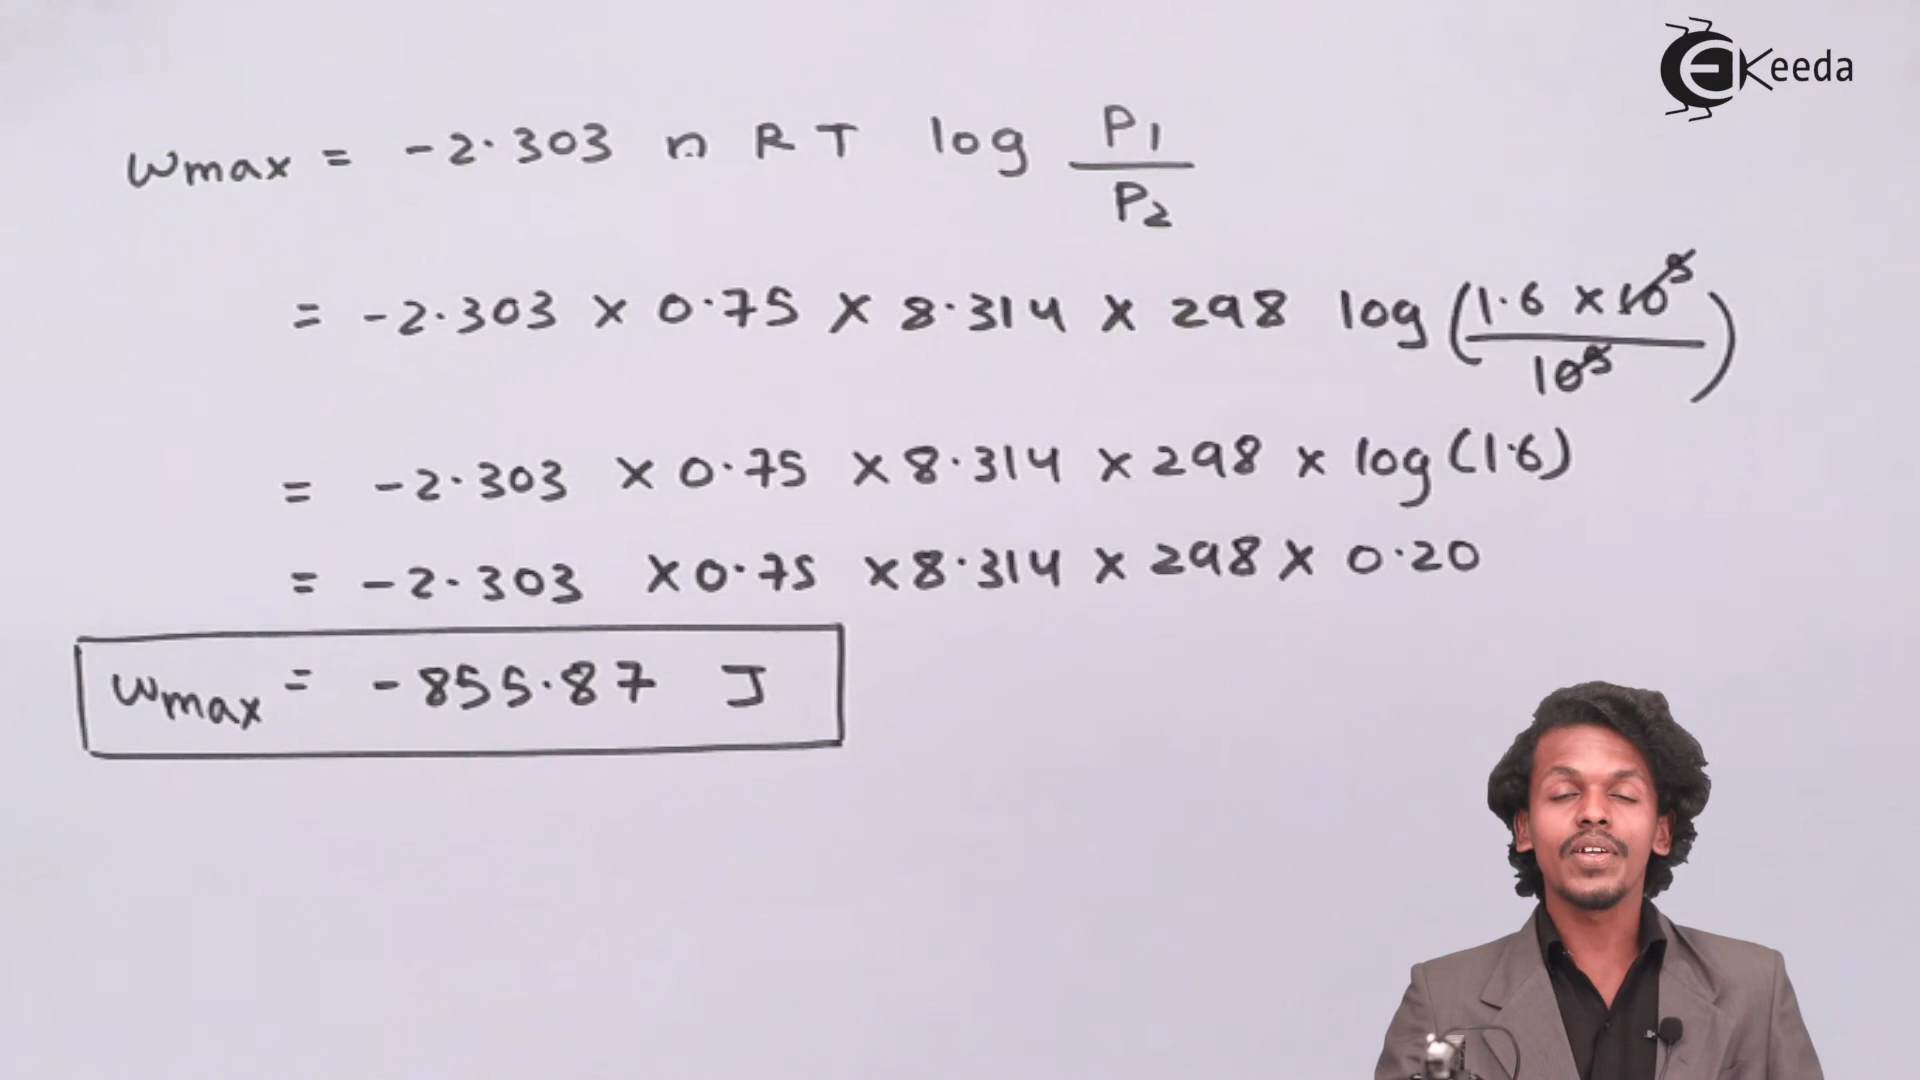 EKeeda
Wmax = -2.303 n R T log P1/P2
= -2.303 × 0.75 × 8.314 × 298 log (1.6 × 10^5 / 10^5)
= -2.303 × 0.75 × 8.314 × 298 × log (1.6)
= -2.303 × 0.75 × 8.314 × 298 × 0.20
Wmax = -855.87 J